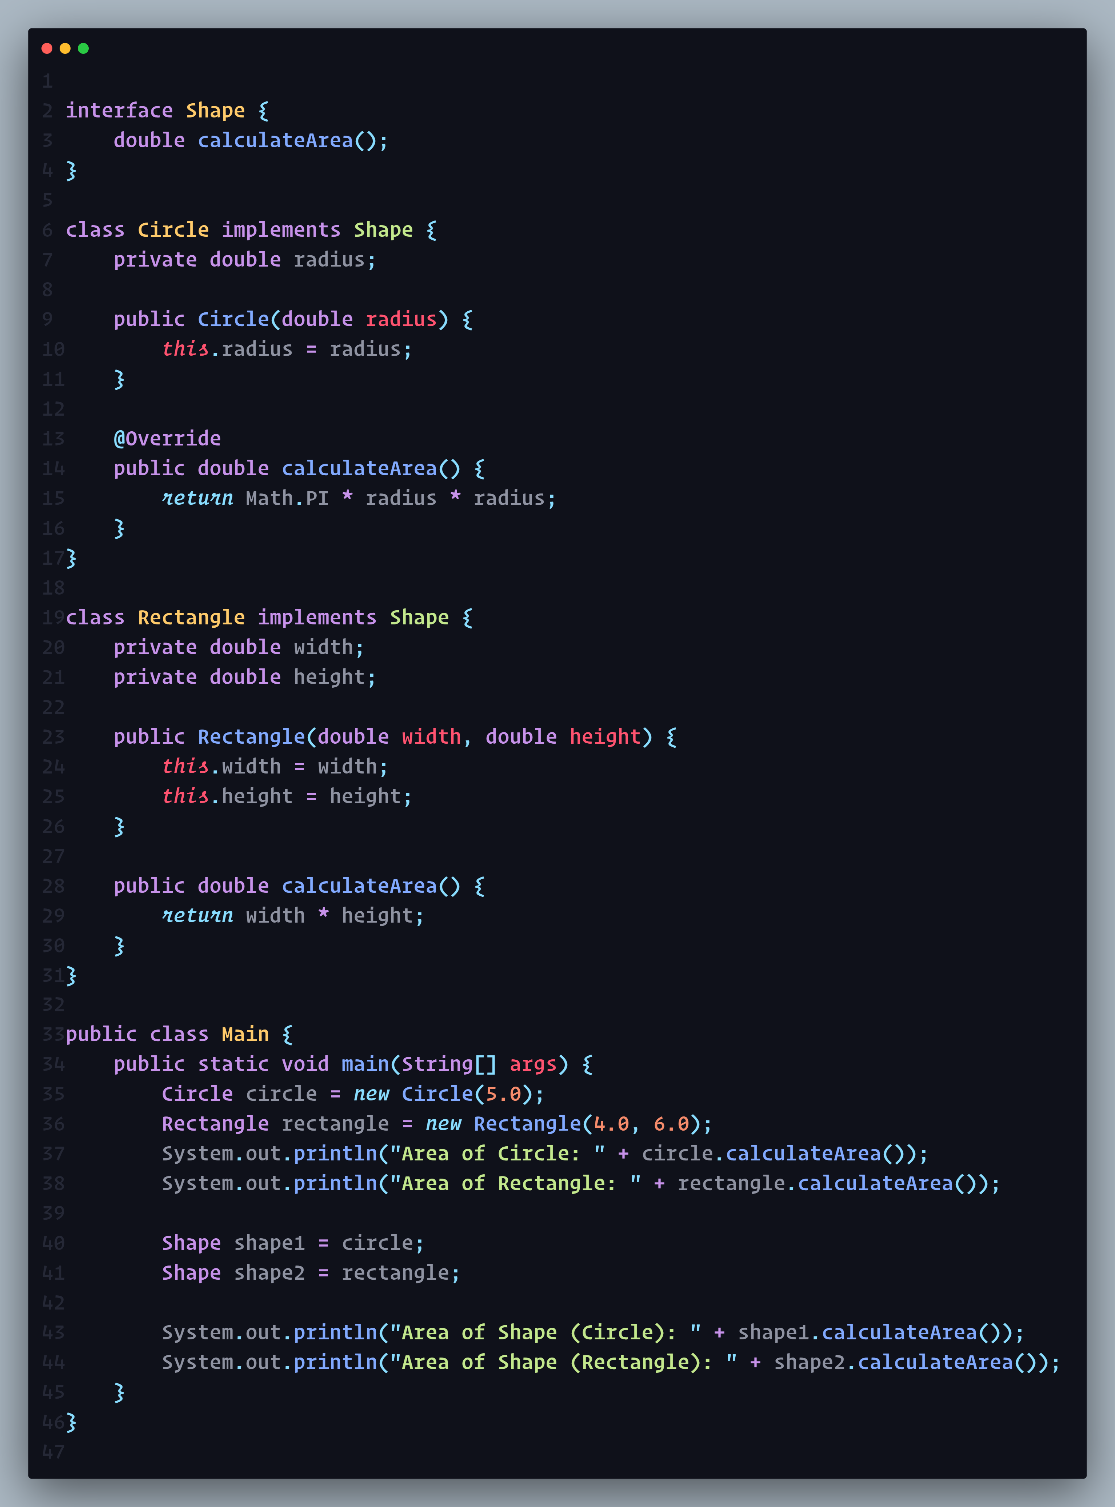 1
2 interface Shape {
3     double calculateArea();
4 }
5
6 class Circle implements Shape {
7     private double radius;
8
9     public Circle(double radius) {
10         this.radius = radius;
11     }
12
13     @Override
14     public double calculateArea() {
15         return Math.PI * radius * radius;
16     }
17 }
18
19 class Rectangle implements Shape {
20     private double width;
21     private double height;
22
23     public Rectangle(double width, double height) {
24         this.width = width;
25         this.height = height;
26     }
27
28     public double calculateArea() {
29         return width * height;
30     }
31 }
32
33 public class Main {
34     public static void main(String[] args) {
35         Circle circle = new Circle(5.0);
36         Rectangle rectangle = new Rectangle(4.0, 6.0);
37         System.out.println("Area of Circle: " + circle.calculateArea());
38         System.out.println("Area of Rectangle: " + rectangle.calculateArea());
39
40         Shape shape1 = circle;
41         Shape shape2 = rectangle;
42
43         System.out.println("Area of Shape (Circle): " + shape1.calculateArea());
44         System.out.println("Area of Shape (Rectangle): " + shape2.calculateArea());
45     }
46 }
47